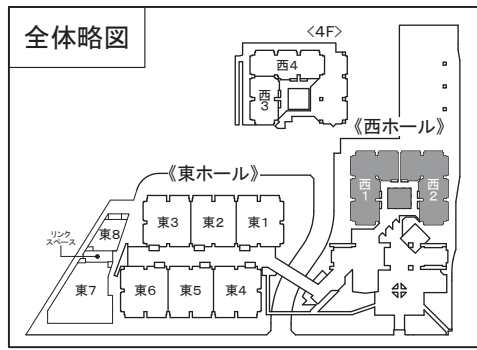 全体略図
〈4F〉
西4
西3
《西ホール》
西1
西2
《東ホール》
東3
東2
東1
東8
リンク
スペース
東7
東6
東5
東4